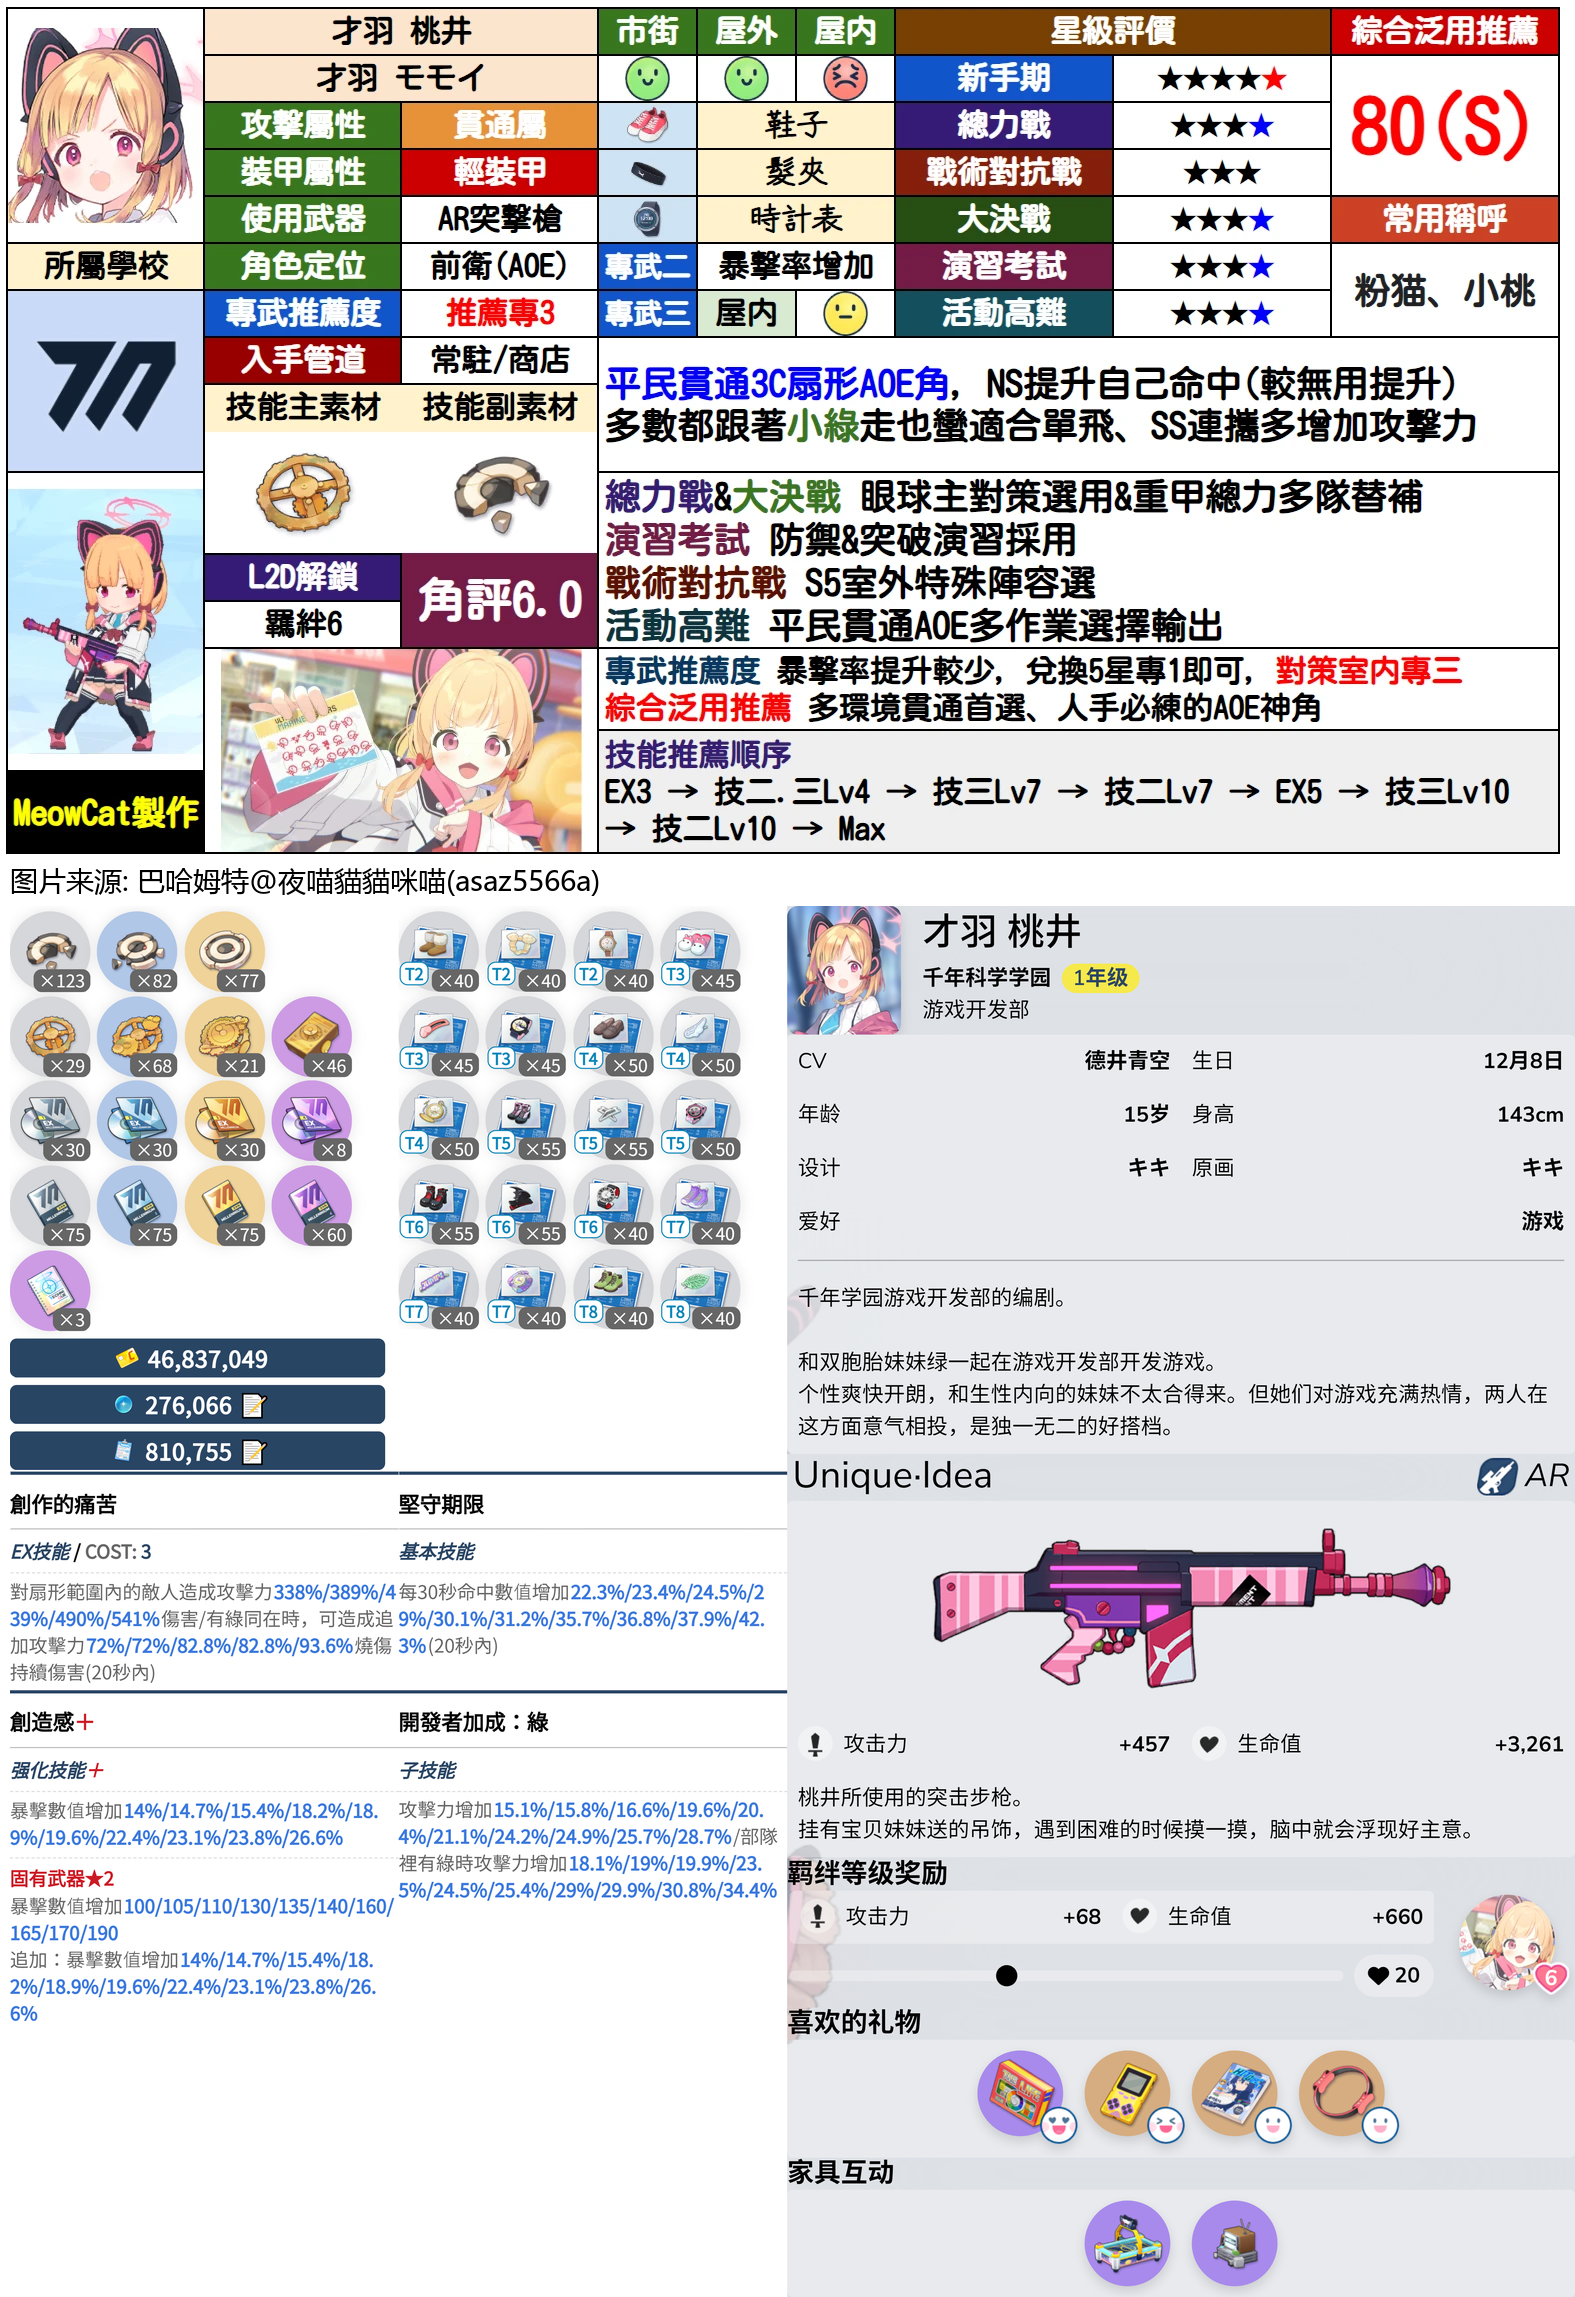 才羽 桃井
市街
屋外
屋内
星級評價
綜合泛用推薦
才羽 モモイ
新手期
★★★★★
80(S)
攻擊屬性
貫通屬
鞋子
總力戰
★★★★
裝甲屬性
輕裝甲
髮夾
戰術對抗戰
★★★
使用武器
AR突擊槍
時計表
大決戰
★★★★
常用稱呼
所屬學校
角色定位
前衛(AOE)
專武二
暴擊率增加
演習考試
★★★★
粉猫、小桃
專武推薦度
推薦專3
專武三
屋内
活動高難
★★★★
入手管道
常駐/商店
平民貫通3C扇形AOE角, NS提升自己命中(較無用提升)
多數都跟著小綠走也蠻適合單飛、SS連攜多增加攻擊力
技能主素材
技能副素材
總力戰&大決戰 眼球主對策選用&重甲總力多隊替補
演習考試 防禦&突破演習採用
戰術對抗戰 S5室外特殊陣容選
活動高難 平民貫通AOE多作業選擇輸出
L2D解鎖
角評6.0
羈絆6
專武推薦度 暴擊率提升較少, 兌換5星專1即可, 對策室内專三
綜合泛用推薦 多環境貫通首選、人手必練的AOE神角
技能推薦順序
EX3 → 技二.三Lv4 → 技三Lv7 → 技二Lv7 → EX5 → 技三Lv10
→ 技二Lv10 → Max
MeowCat製作
图片来源: 巴哈姆特@夜喵貓貓咪喵(asaz5566a)
×123
×82
×77
×29
×68
×21
×46
×30
×30
×30
×8
×75
×75
×75
×60
×3
T2 ×40
T2 ×40
T2 ×40
T3 ×45
T3 ×45
T3 ×45
T4 ×50
T4 ×50
T4 ×50
T5 ×55
T5 ×55
T5 ×50
T6 ×55
T6 ×55
T6 ×40
T7 ×40
T7 ×40
T7 ×40
T8 ×40
T8 ×40
46,837,049
276,066
810,755
創作的痛苦
EX技能 / COST: 3
對扇形範圍內的敵人造成攻擊力338%/389%/4
39%/490%/541%傷害/有綠同在時，可造成追
加攻擊力72%/72%/82.8%/82.8%/93.6%燒傷
持續傷害(20秒內)
堅守期限
基本技能
每30秒命中數值增加22.3%/23.4%/24.5%/2
9%/30.1%/31.2%/35.7%/36.8%/37.9%/42.
3%(20秒內)
創造感+
强化技能+
暴擊數值增加14%/14.7%/15.4%/18.2%/18.
9%/19.6%/22.4%/23.1%/23.8%/26.6%
固有武器★2
暴擊數值增加100/105/110/130/135/140/160/
165/170/190
追加：暴擊數值增加14%/14.7%/15.4%/18.
2%/18.9%/19.6%/22.4%/23.1%/23.8%/26.
6%
開發者加成：綠
子技能
攻擊力增加15.1%/15.8%/16.6%/19.6%/20.
4%/21.1%/24.2%/24.9%/25.7%/28.7%/部隊
裡有綠時攻擊力增加18.1%/19%/19.9%/23.
5%/24.5%/25.4%/29%/29.9%/30.8%/34.4%
才羽 桃井
千年科学学园 1年级
游戏开发部
CV 德井青空 生日 12月8日
年龄 15岁 身高 143cm
设计 キキ 原画 キキ
爱好 游戏
千年学园游戏开发部的编剧。
和双胞胎妹妹绿一起在游戏开发部开发游戏。
个性爽快开朗，和生性内向的妹妹不太合得来。但她们对游戏充满热情，两人在
这方面意气相投，是独一无二的好搭档。
Unique·Idea
AR
攻击力 +457 生命值 +3,261
桃井所使用的突击步枪。
挂有宝贝妹妹送的吊饰，遇到困难的时候摸一摸，脑中就会浮现好主意。
羁绊等级奖励
攻击力 +68 生命值 +660
20
6
喜欢的礼物
家具互动